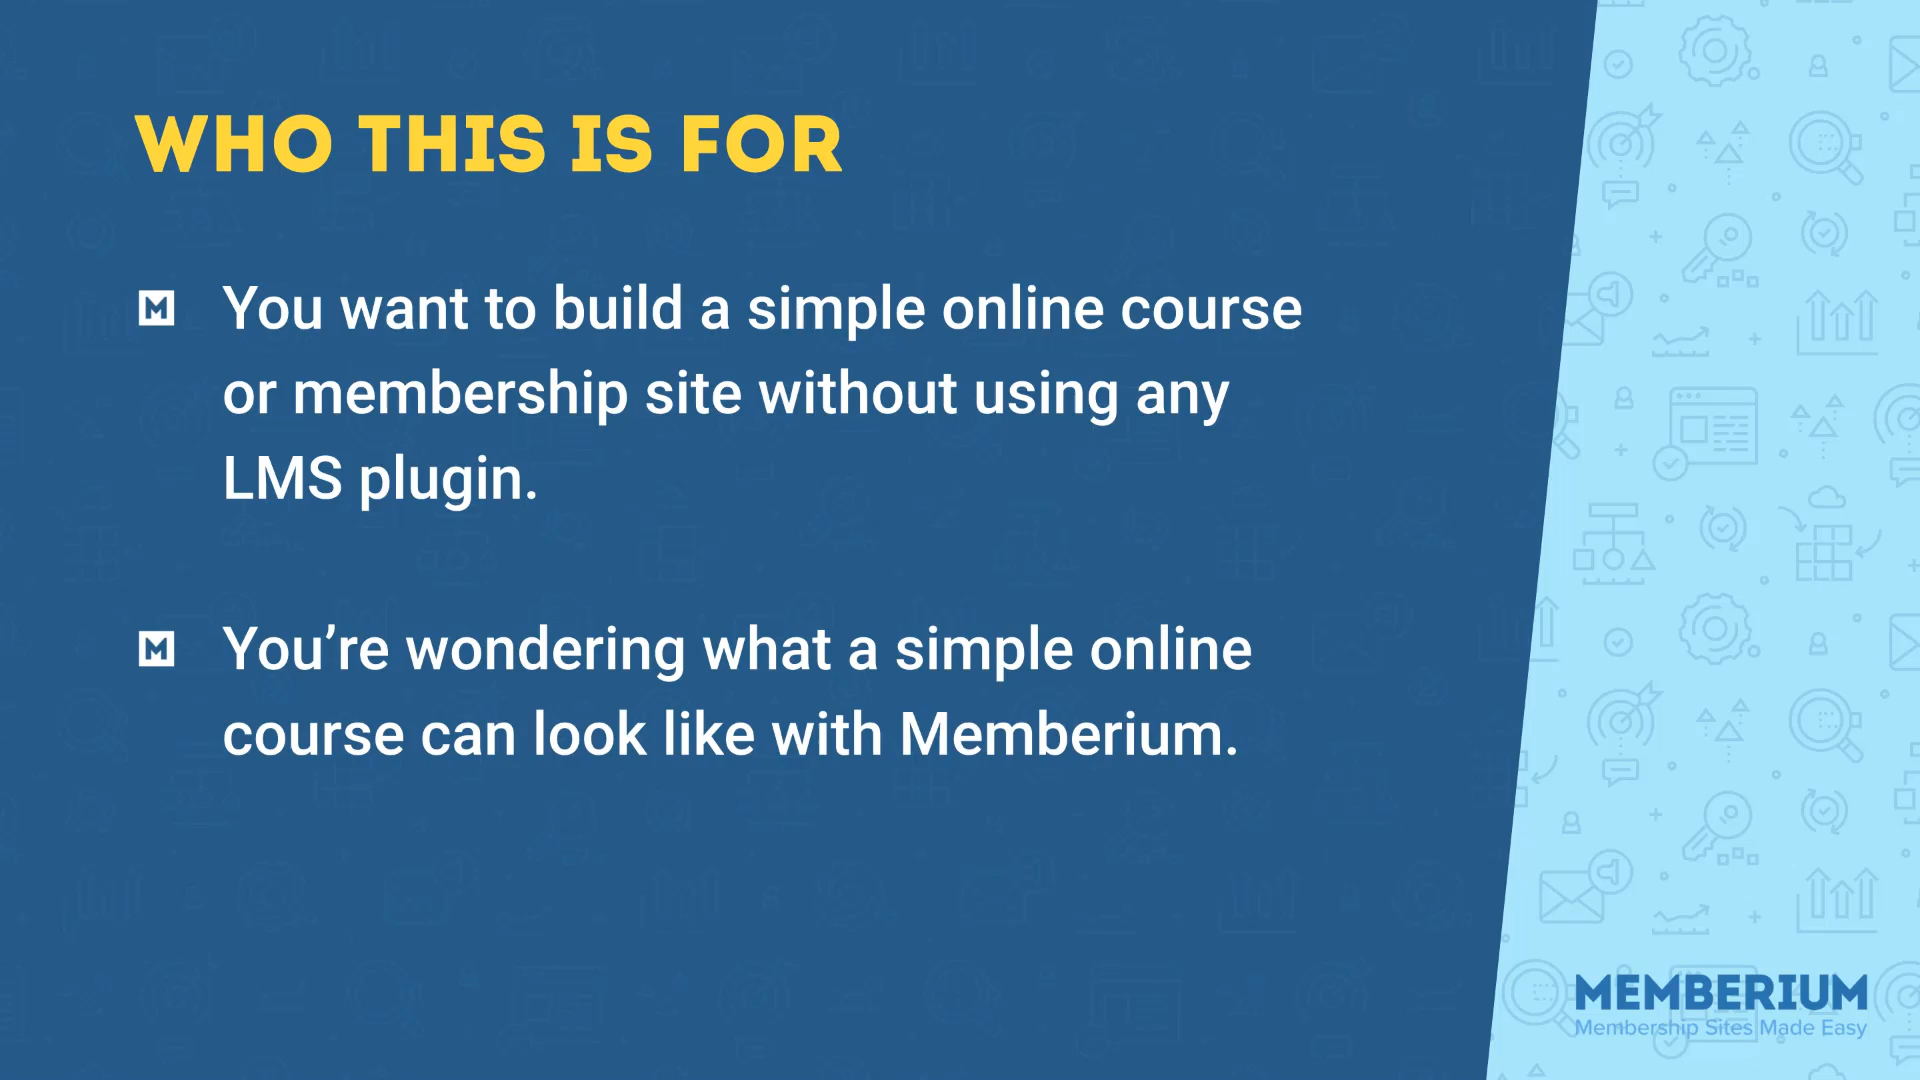 WHO THIS IS FOR
You want to build a simple online course
or membership site without using any
LMS plugin.
You’re wondering what a simple online
course can look like with Memberium.
MEMBERIUM
Membership Sites Made Easy